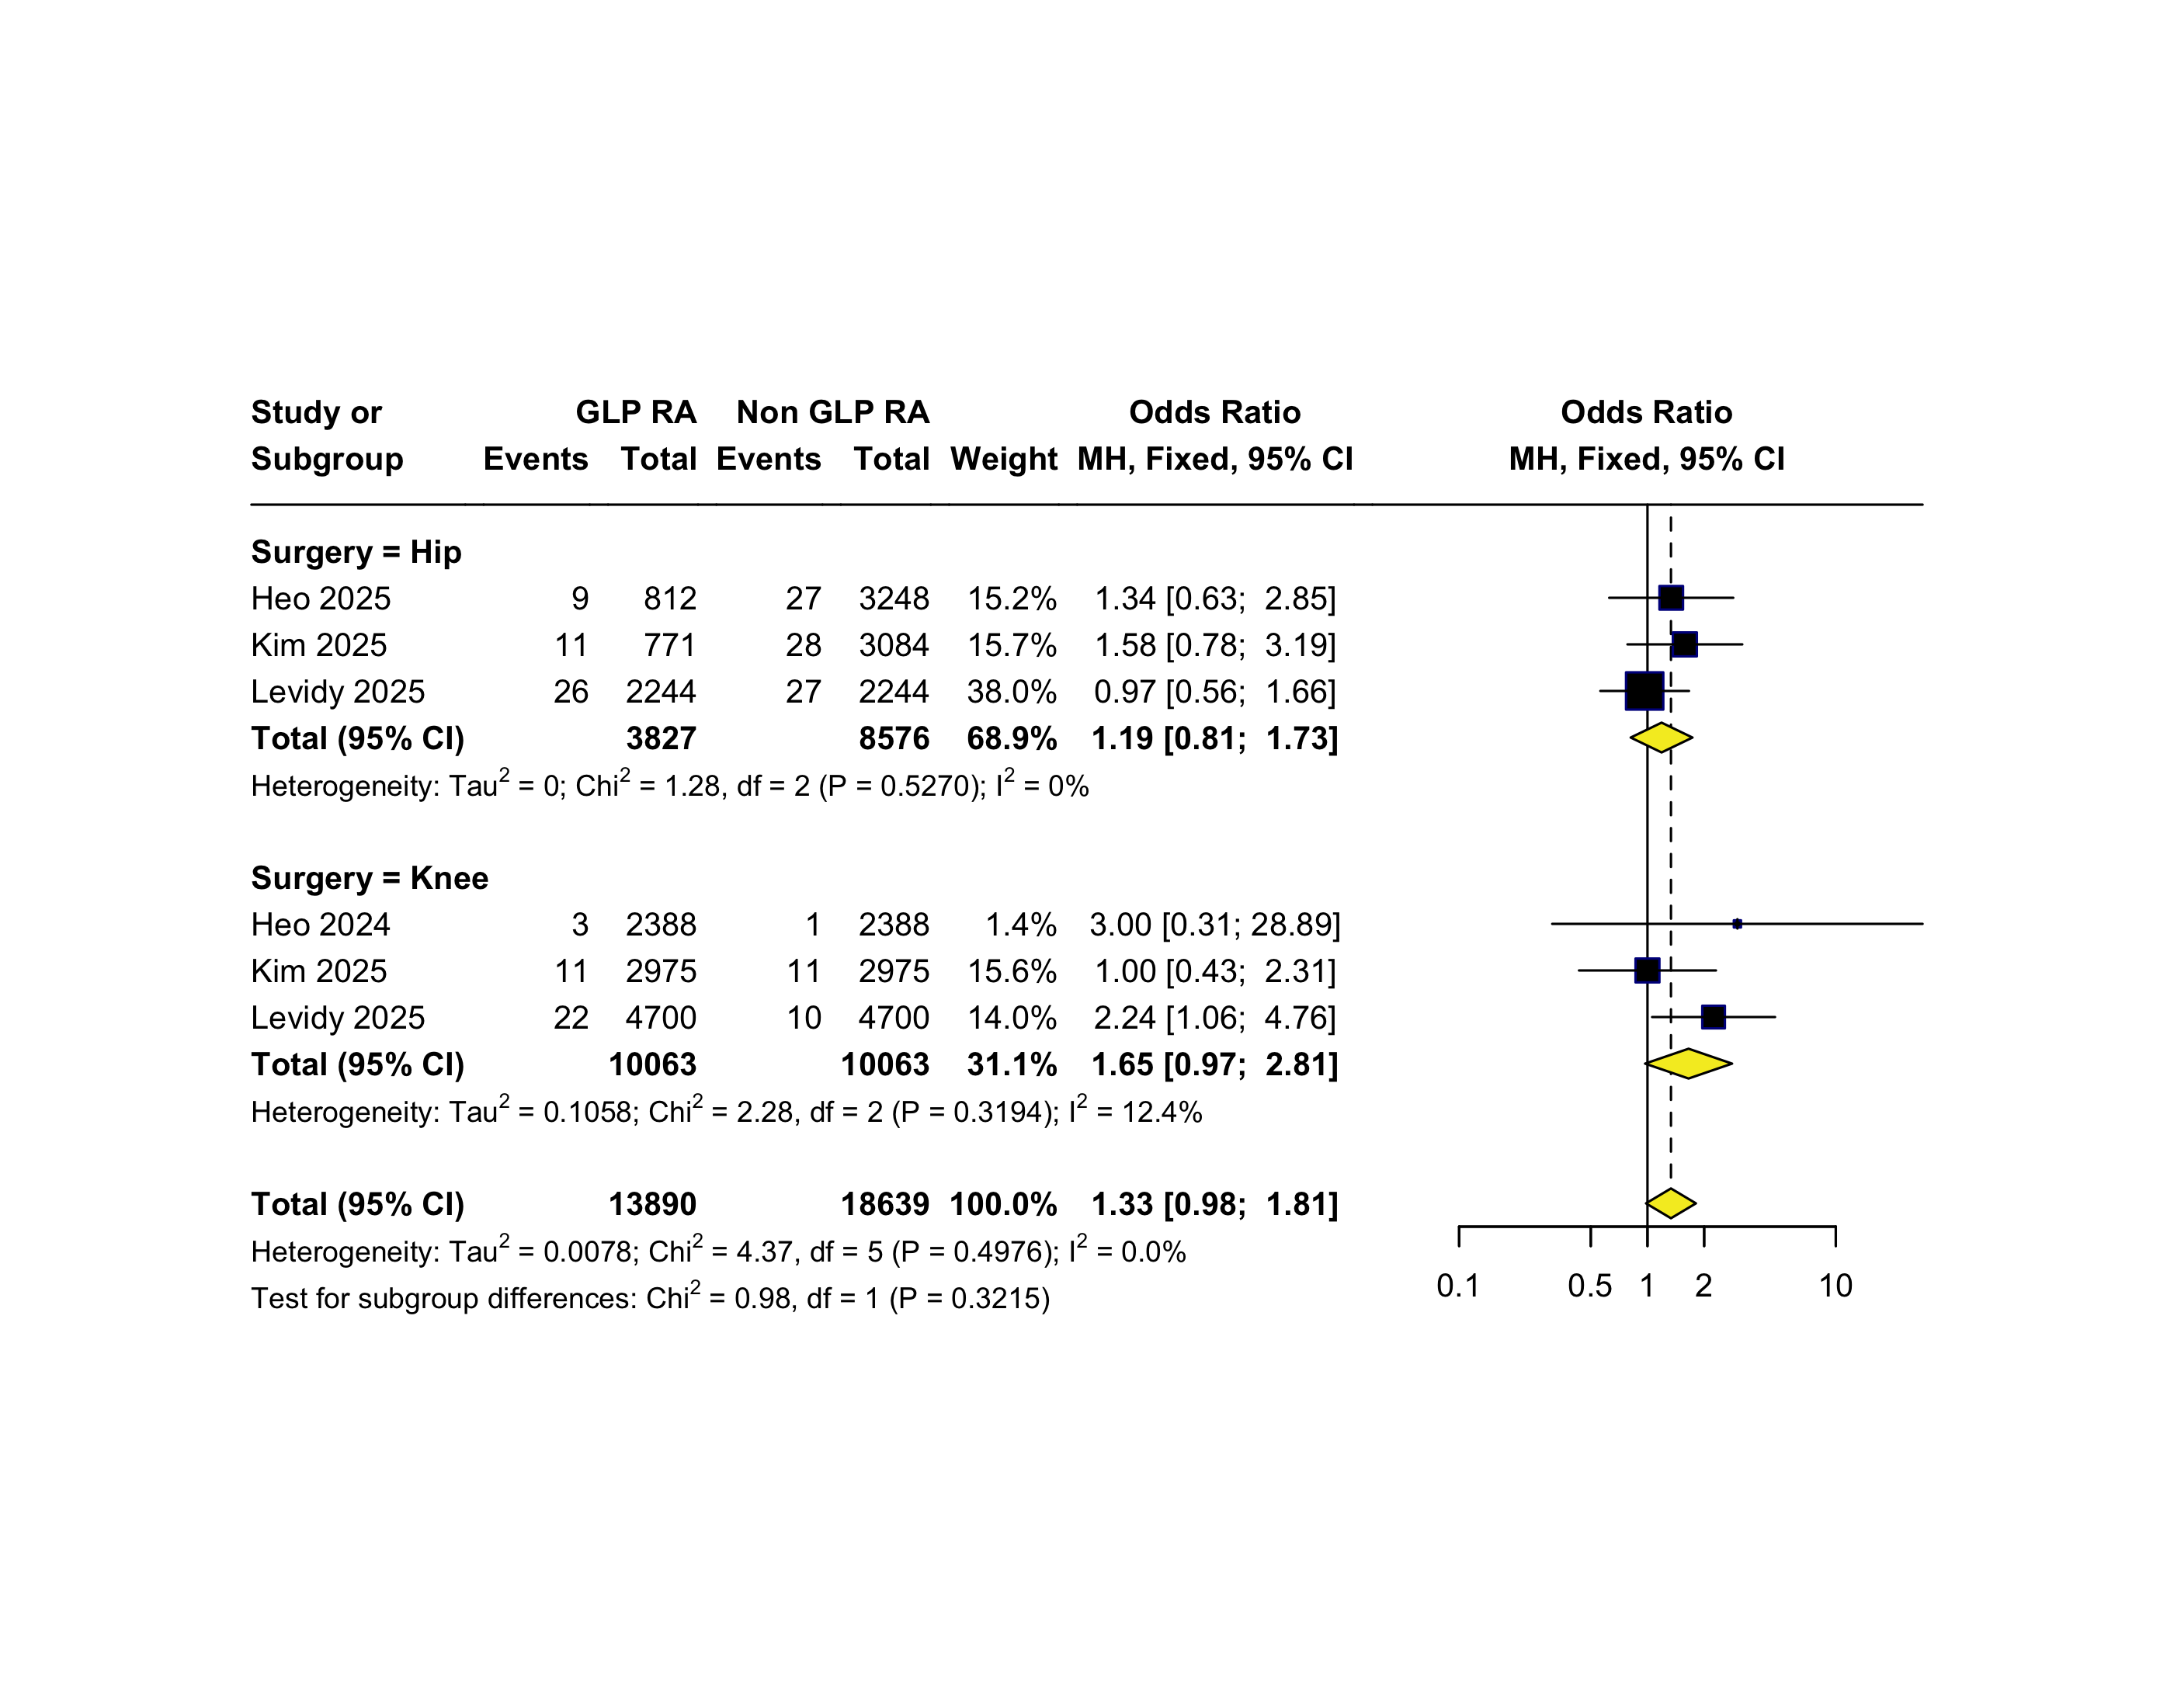 Study or GLP RA Non GLP RA Odds Ratio Odds Ratio
Subgroup Events Total Events Total Weight MH, Fixed, 95% CI MH, Fixed, 95% CI
Surgery = Hip
Heo 2025 9 812 27 3248 15.2% 1.34 [0.63; 2.85]
Kim 2025 11 771 28 3084 15.7% 1.58 [0.78; 3.19]
Levidy 2025 26 2244 27 2244 38.0% 0.97 [0.56; 1.66]
Total (95% CI) 3827 8576 68.9% 1.19 [0.81; 1.73]
Heterogeneity: Tau² = 0; Chi² = 1.28, df = 2 (P = 0.5270); I² = 0%
Surgery = Knee
Heo 2024 3 2388 1 2388 1.4% 3.00 [0.31; 28.89]
Kim 2025 11 2975 11 2975 15.6% 1.00 [0.43; 2.31]
Levidy 2025 22 4700 10 4700 14.0% 2.24 [1.06; 4.76]
Total (95% CI) 10063 10063 31.1% 1.65 [0.97; 2.81]
Heterogeneity: Tau² = 0.1058; Chi² = 2.28, df = 2 (P = 0.3194); I² = 12.4%
Total (95% CI) 13890 18639 100.0% 1.33 [0.98; 1.81]
Heterogeneity: Tau² = 0.0078; Chi² = 4.37, df = 5 (P = 0.4976); I² = 0.0%
Test for subgroup differences: Chi² = 0.98, df = 1 (P = 0.3215)
0.1 0.5 1 2 10